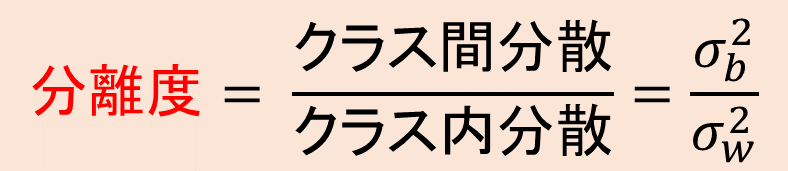 分離度 = クラス間分散 / クラス内分散 = σ_b^2 / σ_w^2